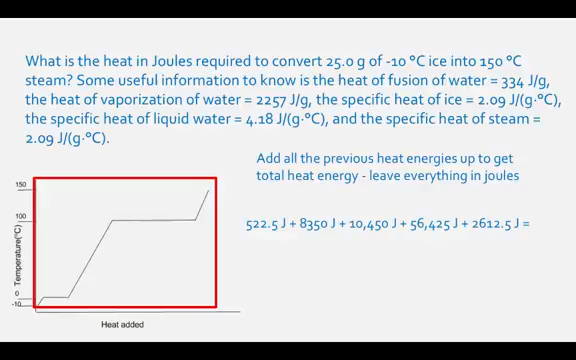 What is the heat in Joules required to convert 25.0 g of -10 °C ice into 150 °C
steam? Some useful information to know is the heat of fusion of water = 334 J/g,
the heat of vaporization of water = 2257 J/g, the specific heat of ice = 2.09 J/(g·°C),
the specific heat of liquid water = 4.18 J/(g·°C), and the specific heat of steam =
2.09 J/(g·°C).
Add all the previous heat energies up to get
total heat energy - leave everything in joules
522.5 J + 8350 J + 10,450 J + 56,425 J + 2612.5 J =
150
100
0
-10
Temperature(°C)
Heat added